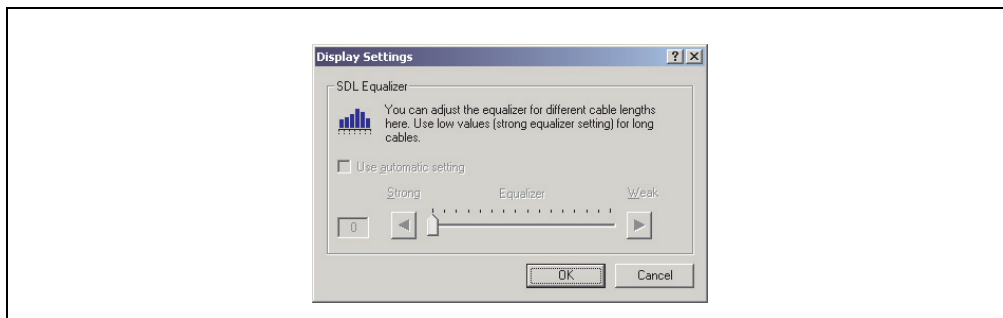 Display Settings
SDL Equalizer
You can adjust the equalizer for different cable lengths
here. Use low values (strong equalizer setting) for long
cables.
Use automatic setting
Strong Equalizer Weak
0
OK Cancel